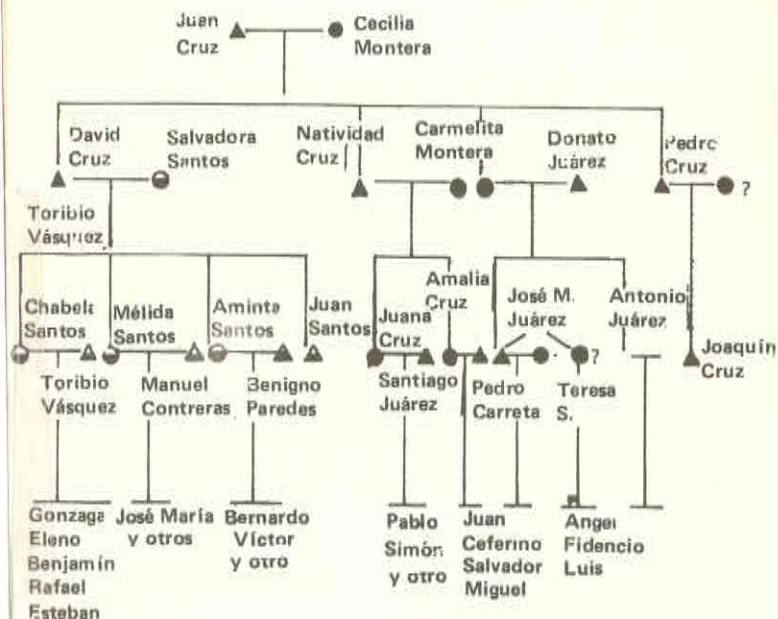 Juan
Cruz
Cecilia
Montera
David
Cruz
Salvadora
Santos
Natividad
Cruz
Carmelita
Montera
Donato
Juárez
Pedro
Cruz
?
Toribio
Vásquez
Chabela
Santos
Mélida
Santos
Aminta
Santos
Juan
Santos
Juana
Cruz
Amalia
Cruz
José M.
Juárez
Antonio
Juárez
?
Joaquín
Cruz
Toribio
Vásquez
Manuel
Contreras
Benigno
Paredes
Santiago
Juárez
Pedro
Carreta
Teresa
S.
Gonzaga
Eleno
Benjamín
Rafael
Esteban
José María
y otros
Bernardo
Víctor
y otro
Pablo
Simón
y otro
Juan
Ceferino
Salvador
Miguel
Angel
Fidencio
Luis